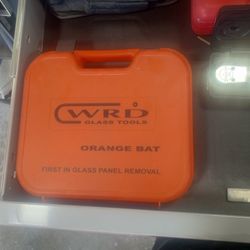 WRD
GLASS TOOLS
ORANGE BAT
FIRST IN GLASS PANEL REMOVAL